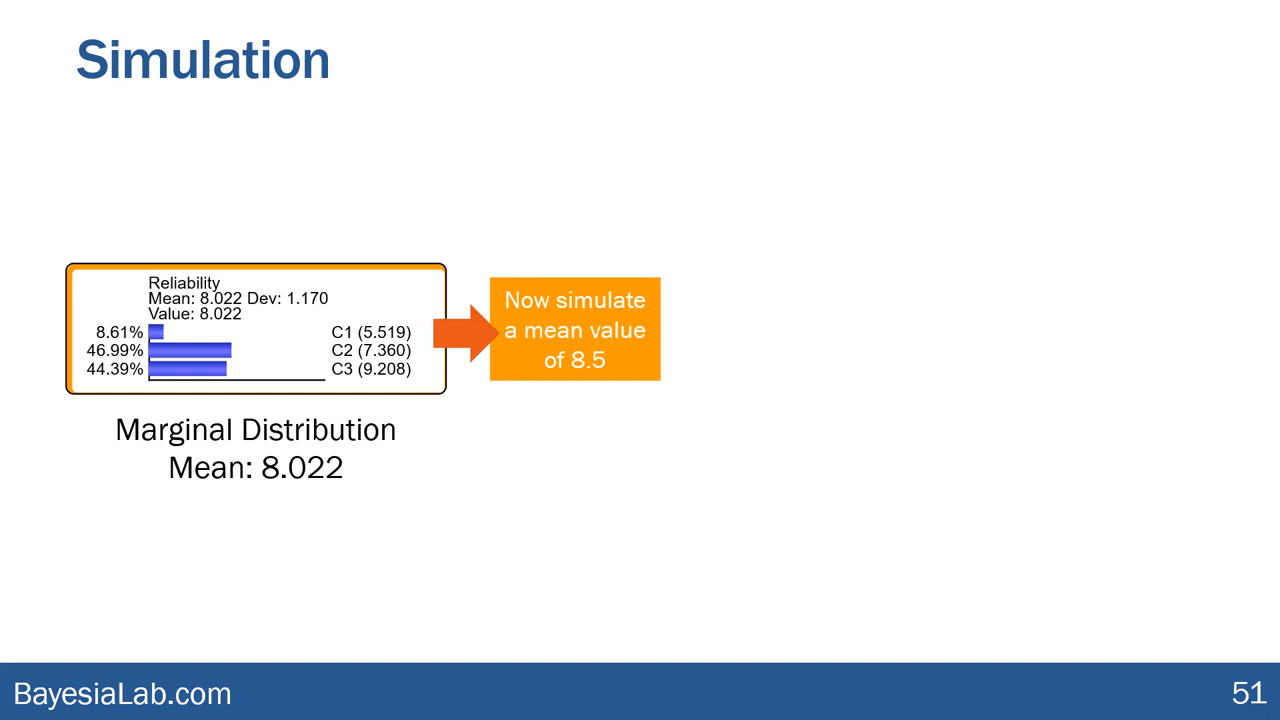 Simulation
Reliability
Mean: 8.022 Dev: 1.170
Value: 8.022
8.61% C1 (5.519)
46.99% C2 (7.360)
44.39% C3 (9.208)
Now simulate
a mean value
of 8.5
Marginal Distribution
Mean: 8.022
BayesiaLab.com
51